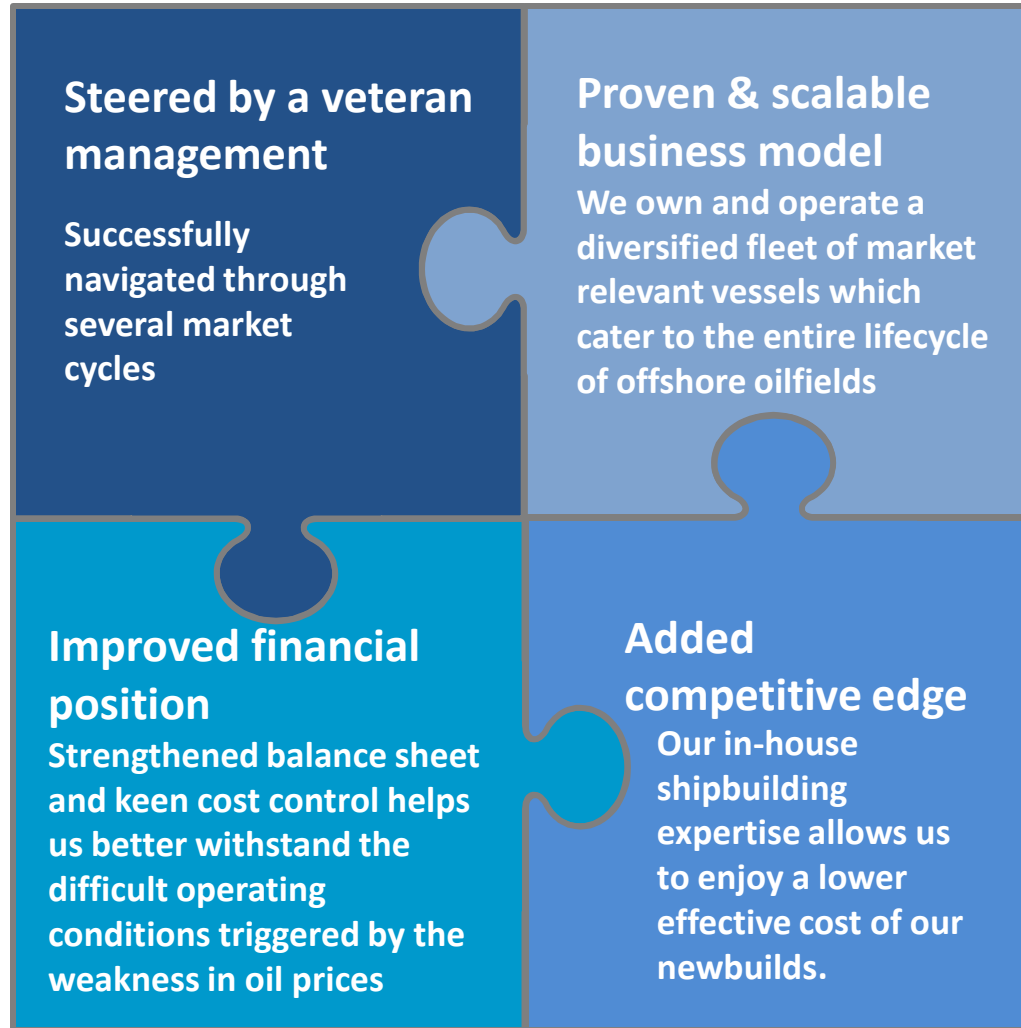 Steered by a veteran
management
Successfully
navigated through
several market
cycles
Proven & scalable
business model
We own and operate a
diversified fleet of market
relevant vessels which
cater to the entire lifecycle
of offshore oilfields
Improved financial
position
Strengthened balance sheet
and keen cost control helps
us better withstand the
difficult operating
conditions triggered by the
weakness in oil prices
Added
competitive edge
Our in-house
shipbuilding
expertise allows us
to enjoy a lower
effective cost of our
newbuilds.